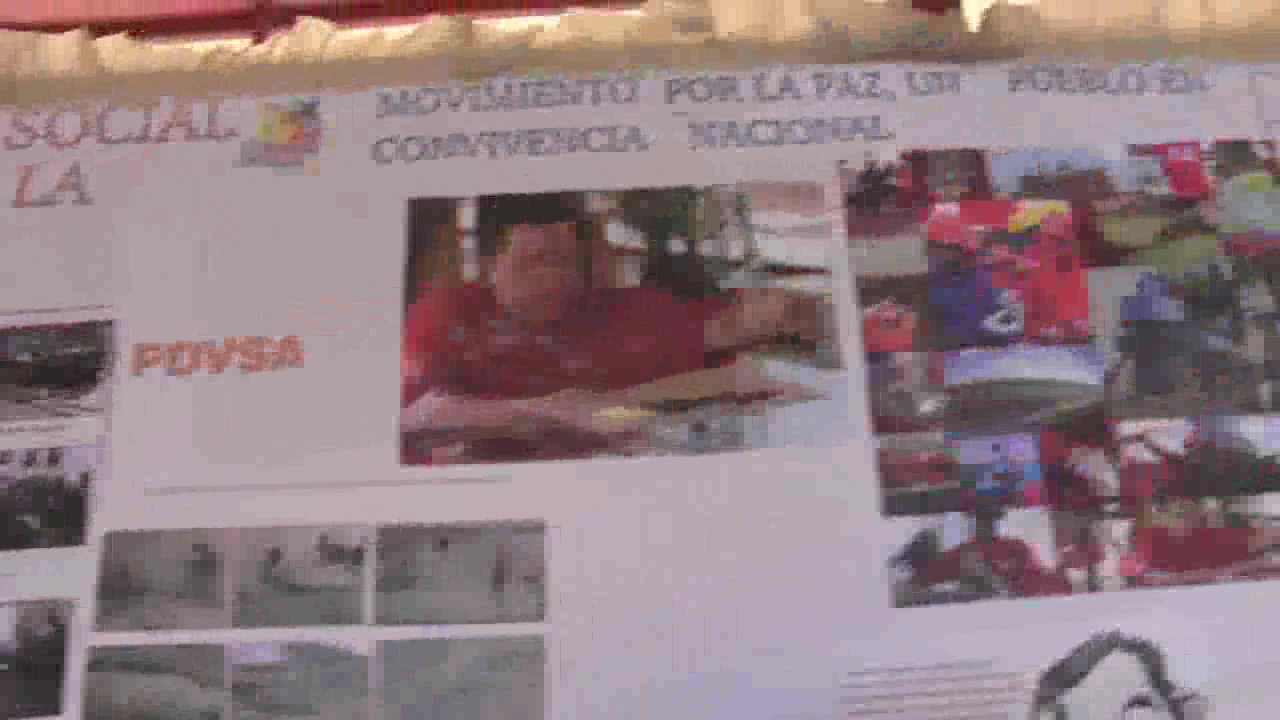 SOCIAL
LA
MOVIMIENTO POR LA PAZ, UN PUEBLO EN
CONVIVENCIA NACIONAL
PDVSA